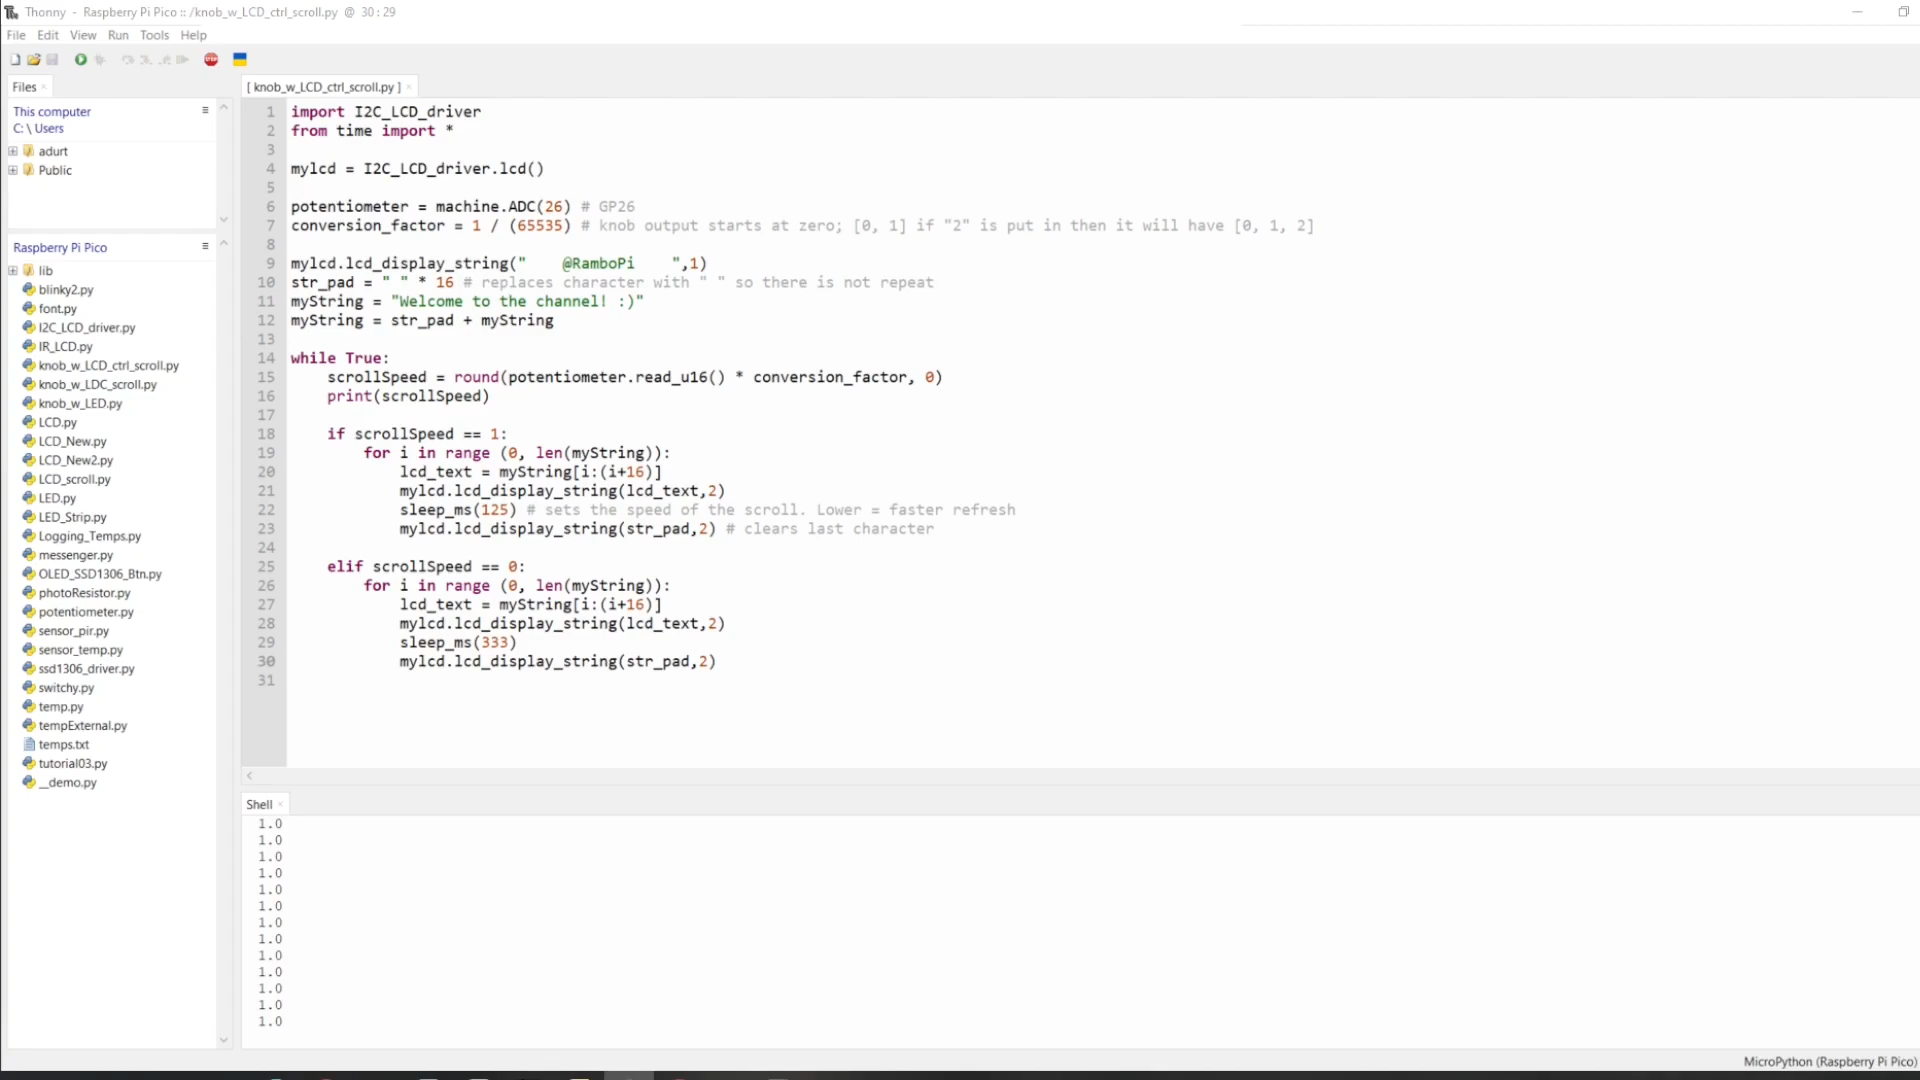 Thonny - Raspberry Pi Pico :: /knob_w_LCD_ctrl_scroll.py @ 30 : 29
File Edit View Run Tools Help
Files
[ knob_w_LCD_ctrl_scroll.py ]
This computer
C: \ Users
adurt
Public
Raspberry Pi Pico
lib
blinky2.py
font.py
I2C_LCD_driver.py
IR_LCD.py
knob_w_LCD_ctrl_scroll.py
knob_w_LDC_scroll.py
knob_w_LED.py
LCD.py
LCD_New.py
LCD_New2.py
LCD_scroll.py
LED.py
LED_Strip.py
Logging_Temps.py
messenger.py
OLED_SSD1306_Btn.py
photoResistor.py
potentiometer.py
sensor_pir.py
sensor_temp.py
ssd1306_driver.py
switchy.py
temp.py
tempExternal.py
temps.txt
tutorial03.py
__demo.py
1 import I2C_LCD_driver
2 from time import *
3
4 mylcd = I2C_LCD_driver.lcd()
5
6 potentiometer = machine.ADC(26) # GP26
7 conversion_factor = 1 / (65535) # knob output starts at zero; [0, 1] if "2" is put in then it will have [0, 1, 2]
8
9 mylcd.lcd_display_string("    @RamboPi    ",1)
10 str_pad = " " * 16 # replaces character with " " so there is not repeat
11 myString = "Welcome to the channel! :)"
12 myString = str_pad + myString
13
14 while True:
15     scrollSpeed = round(potentiometer.read_u16() * conversion_factor, 0)
16     print(scrollSpeed)
17
18     if scrollSpeed == 1:
19         for i in range (0, len(myString)):
20             lcd_text = myString[i:(i+16)]
21             mylcd.lcd_display_string(lcd_text,2)
22             sleep_ms(125) # sets the speed of the scroll. Lower = faster refresh
23             mylcd.lcd_display_string(str_pad,2) # clears last character
24
25     elif scrollSpeed == 0:
26         for i in range (0, len(myString)):
27             lcd_text = myString[i:(i+16)]
28             mylcd.lcd_display_string(lcd_text,2)
29             sleep_ms(333)
30             mylcd.lcd_display_string(str_pad,2)
31
Shell
1.0
1.0
1.0
1.0
1.0
1.0
1.0
1.0
1.0
1.0
1.0
1.0
1.0
MicroPython (Raspberry Pi Pico)